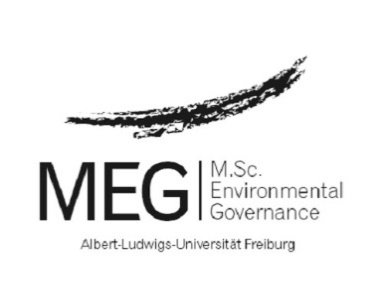 MEG
M.Sc.
Environmental
Governance
Albert-Ludwigs-Universität Freiburg